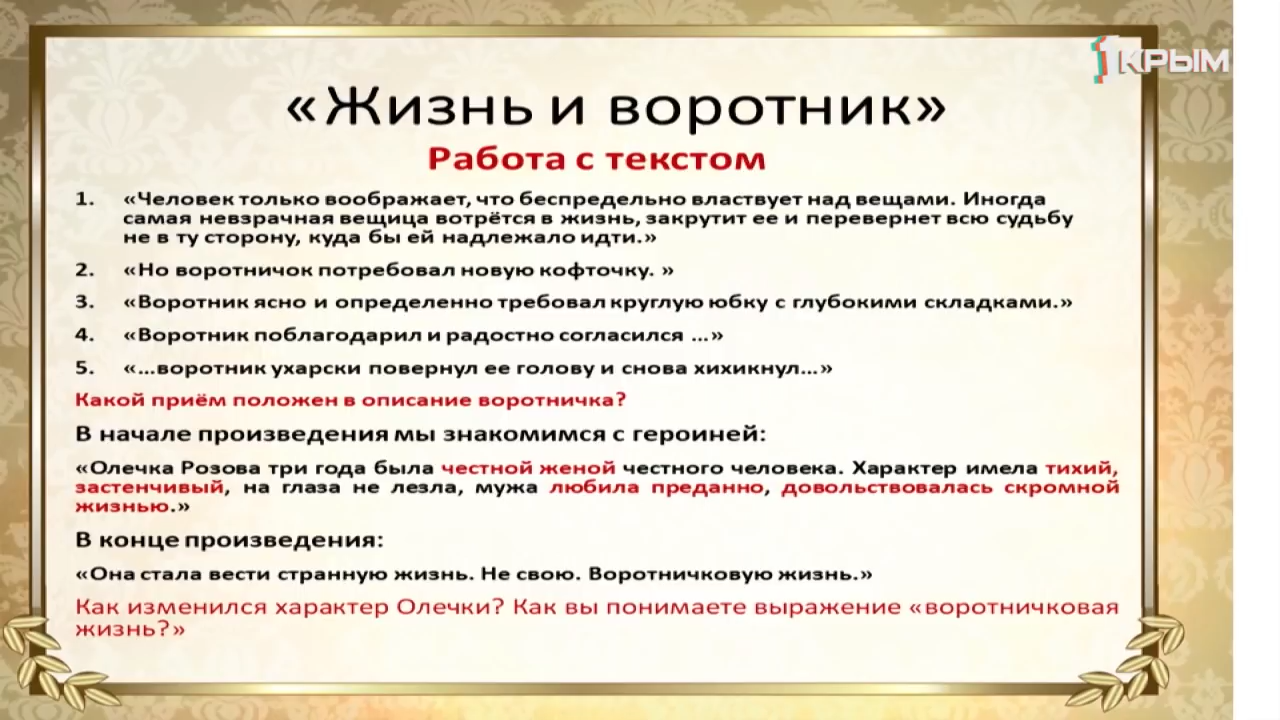 1КРЫМ
«Жизнь и воротник»
Работа с текстом
1. «Человек только воображает, что беспредельно властвует над вещами. Иногда
самая невзрачная вещица вотрётся в жизнь, закрутит ее и перевернет всю судьбу
не в ту сторону, куда бы ей надлежало идти.»
2. «Но воротничок потребовал новую кофточку. »
3. «Воротник ясно и определенно требовал круглую юбку с глубокими складками.»
4. «Воротник поблагодарил и радостно согласился ...»
5. «...воротник ухарски повернул ее голову и снова хихикнул...»
Какой приём положен в описание воротничка?
В начале произведения мы знакомимся с героиней:
«Олечка Розова три года была честной женой честного человека. Характер имела тихий,
застенчивый, на глаза не лезла, мужа любила преданно, довольствовалась скромной
жизнью.»
В конце произведения:
«Она стала вести странную жизнь. Не свою. Воротничковую жизнь.»
Как изменился характер Олечки? Как вы понимаете выражение «воротничковая
жизнь?»